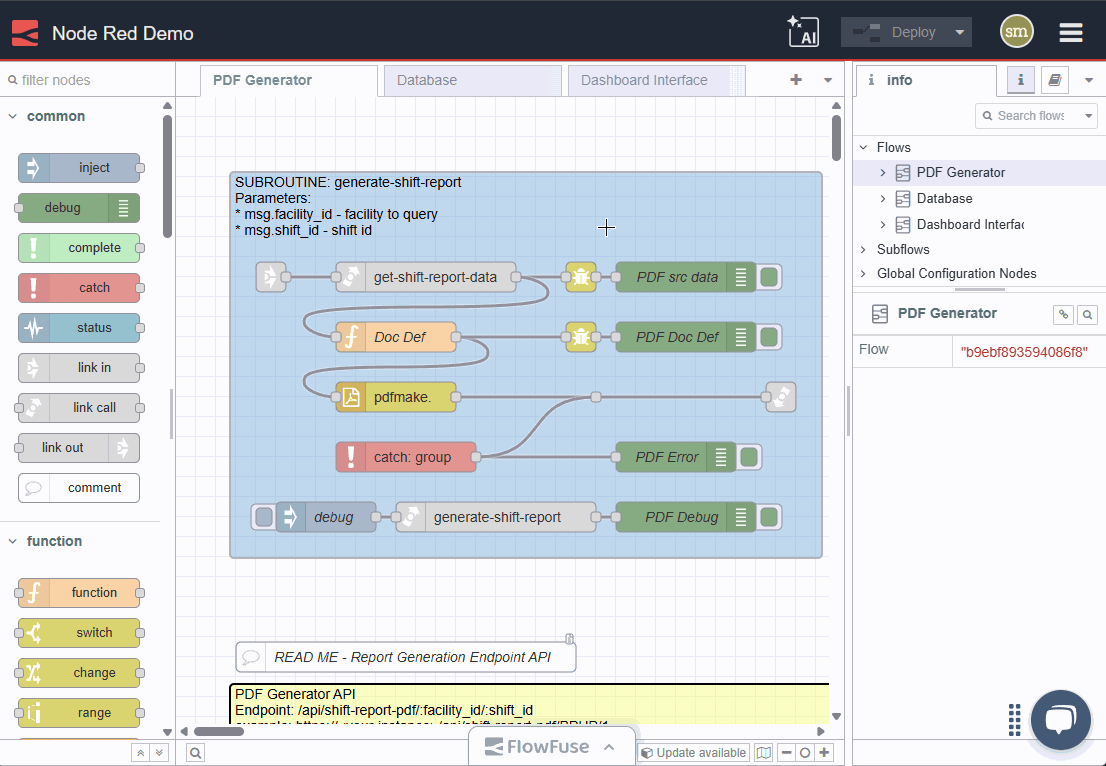 Node Red Demo
AI
Deploy
sm
filter nodes
PDF Generator
Database
Dashboard Interface
info
Search flows
common
inject
debug
complete
catch
status
link in
link call
link out
comment
function
function
switch
change
range
SUBROUTINE: generate-shift-report
Parameters:
* msg.facility_id - facility to query
* msg.shift_id - shift id
get-shift-report-data
PDF src data
Doc Def
PDF Doc Def
pdfmake.
catch: group
PDF Error
debug
generate-shift-report
PDF Debug
READ ME - Report Generation Endpoint API
PDF Generator API
Endpoint: /api/shift-report-pdf/:facility_id/:shift_id
FlowFuse
Update available
Flows
PDF Generator
Database
Dashboard Interfac
Subflows
Global Configuration Nodes
PDF Generator
Flow
"b9ebf893594086f8"